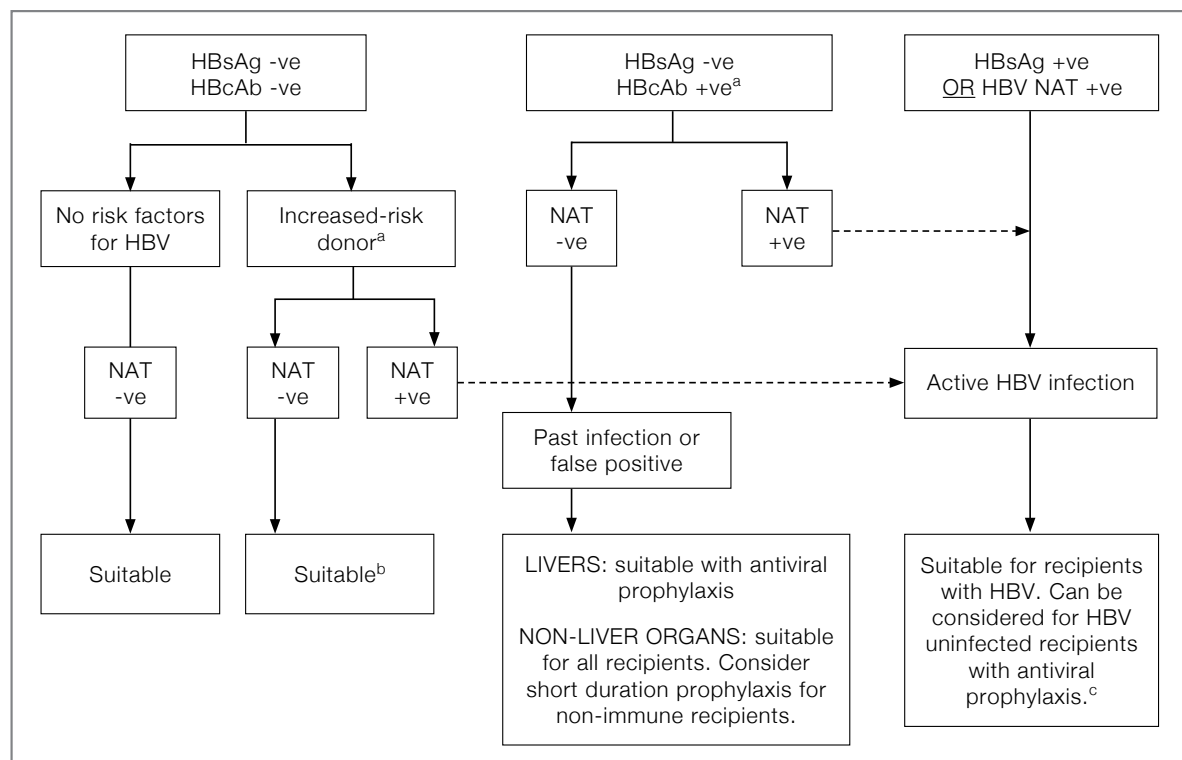 HBsAg -ve
HBcAb -ve
HBsAg -ve
HBcAb +veᵃ
HBsAg +ve
OR HBV NAT +ve
No risk factors
for HBV
Increased-risk
donorᵃ
NAT
-ve
NAT
+ve
NAT
-ve
NAT
-ve
NAT
+ve
Active HBV infection
Past infection or
false positive
Suitable
Suitableᵇ
LIVERS: suitable with antiviral
prophylaxis
NON-LIVER ORGANS: suitable
for all recipients. Consider
short duration prophylaxis for
non-immune recipients.
Suitable for recipients
with HBV. Can be
considered for HBV
uninfected recipients
with antiviral
prophylaxis.ᶜ